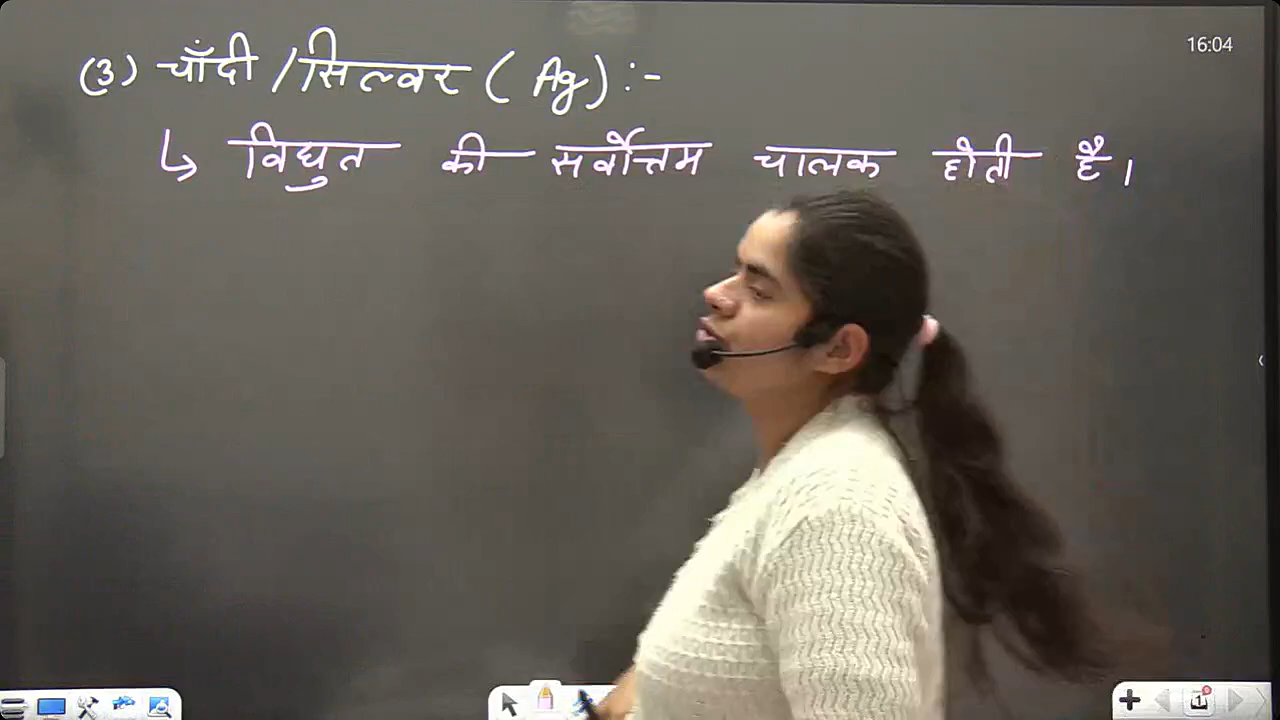 16:04
(3) चाँदी / सिल्वर ( Ag) :-
↳ विद्युत की सर्वोत्तम चालक होती है।